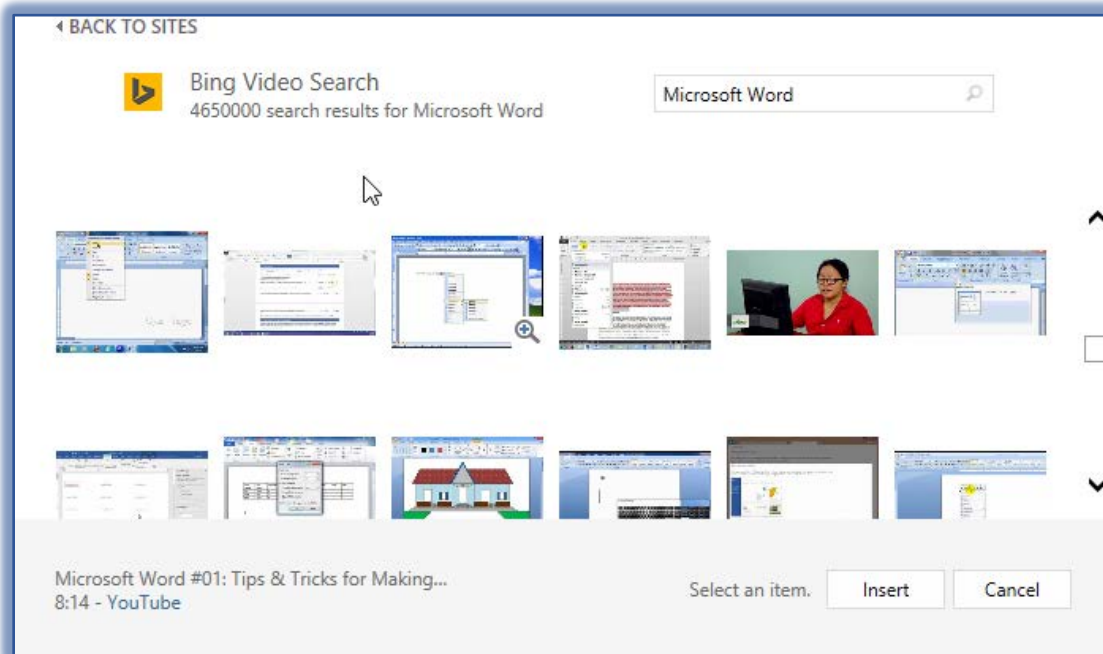 BACK TO SITES
Bing Video Search
4650000 search results for Microsoft Word
Microsoft Word
Microsoft Word #01: Tips & Tricks for Making...
8:14 - YouTube
Select an item.
Insert
Cancel